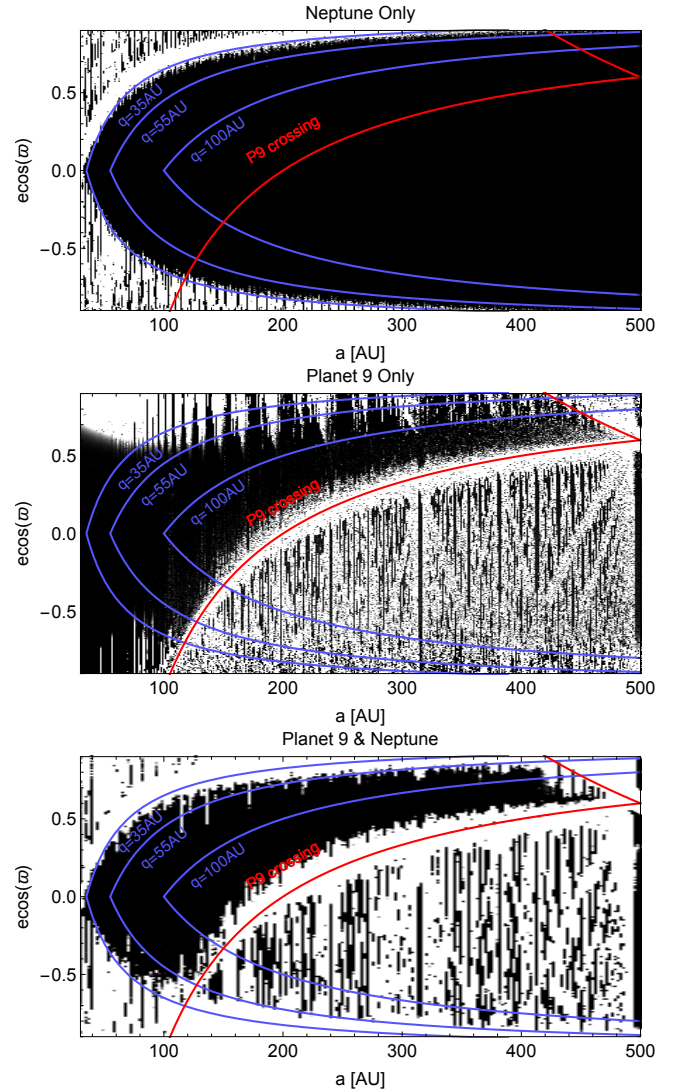 Neptune Only
ecos(ϖ)
0.5
0.0
−0.5
q=35AU
q=55AU
q=100AU
P9 crossing
100
200
300
400
500
a [AU]
Planet 9 Only
ecos(ϖ)
0.5
0.0
−0.5
q=35AU
q=55AU
q=100AU
P9 crossing
100
200
300
400
500
a [AU]
Planet 9 & Neptune
ecos(ϖ)
0.5
0.0
−0.5
q=35AU
q=55AU
q=100AU
P9 crossing
100
200
300
400
500
a [AU]